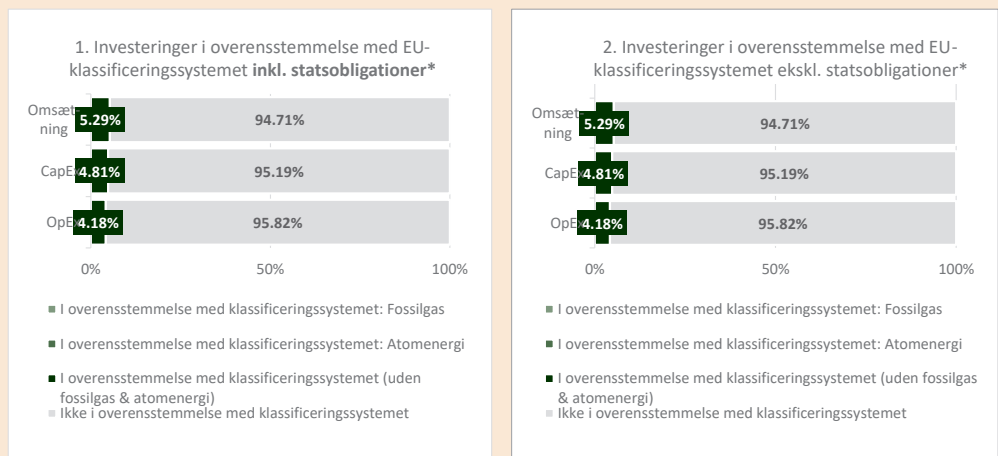 1. Investeringer i overensstemmelse med EU-
klassificeringssystemet inkl. statsobligationer*
Omsæt-
ning
5.29%
94.71%
CapEx
4.81%
95.19%
OpEx
4.18%
95.82%
0%
50%
100%
I overensstemmelse med klassificeringssystemet: Fossilgas
I overensstemmelse med klassificeringssystemet: Atomenergi
I overensstemmelse med klassificeringssystemet (uden
fossilgas & atomenergi)
Ikke i overensstemmelse med klassificeringssystemet
2. Investeringer i overensstemmelse med EU-
klassificeringssystemet ekskl. statsobligationer*
Omsæt-
ning
5.29%
94.71%
CapEx
4.81%
95.19%
OpEx
4.18%
95.82%
0%
50%
100%
I overensstemmelse med klassificeringssystemet: Fossilgas
I overensstemmelse med klassificeringssystemet: Atomenergi
I overensstemmelse med klassificeringssystemet (uden fossilgas
& atomenergi)
Ikke i overensstemmelse med klassificeringssystemet